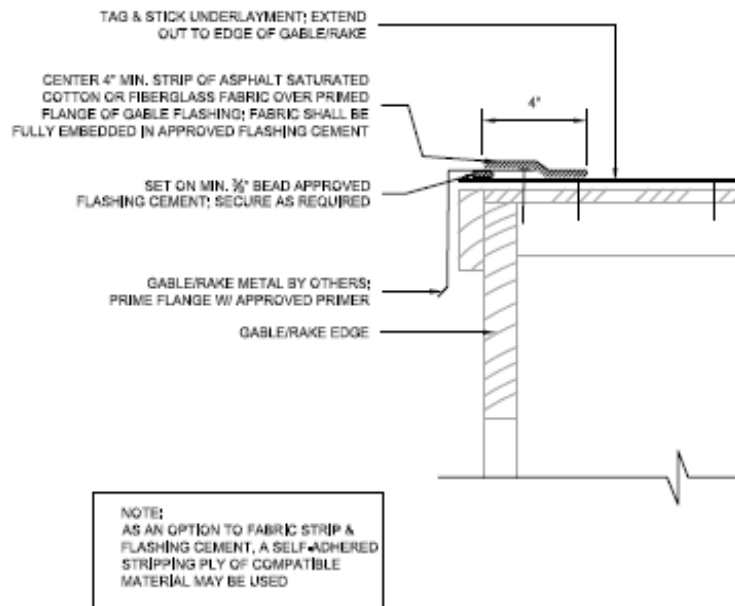 TAG & STICK UNDERLAYMENT; EXTEND
OUT TO EDGE OF GABLE/RAKE
CENTER 4" MIN. STRIP OF ASPHALT SATURATED
COTTON OR FIBERGLASS FABRIC OVER PRIMED
FLANGE OF GABLE FLASHING; FABRIC SHALL BE
FULLY EMBEDDED IN APPROVED FLASHING CEMENT
4"
SET ON MIN. BEAD APPROVED
FLASHING CEMENT; SECURE AS REQUIRED
GABLE/RAKE METAL BY OTHERS;
PRIME FLANGE W/ APPROVED PRIMER
GABLE/RAKE EDGE
NOTE:
AS AN OPTION TO FABRIC STRIP &
FLASHING CEMENT, A SELF-ADHERED
STRIPPING PLY OF COMPATIBLE
MATERIAL MAY BE USED